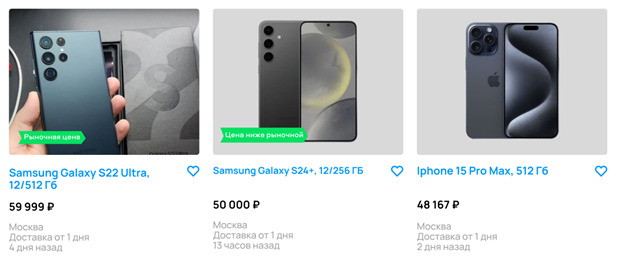 Рыночная цена
Samsung Galaxy S22 Ultra,
12/512 Гб
59 999 ₽
Москва
Доставка от 1 дня
4 дня назад
Цена ниже рыночной
Samsung Galaxy S24+, 12/256 ГБ
50 000 ₽
Москва
Доставка от 1 дня
13 часов назад
Iphone 15 Pro Max, 512 Гб
48 167 ₽
Москва
Доставка от 1 дня
2 дня назад